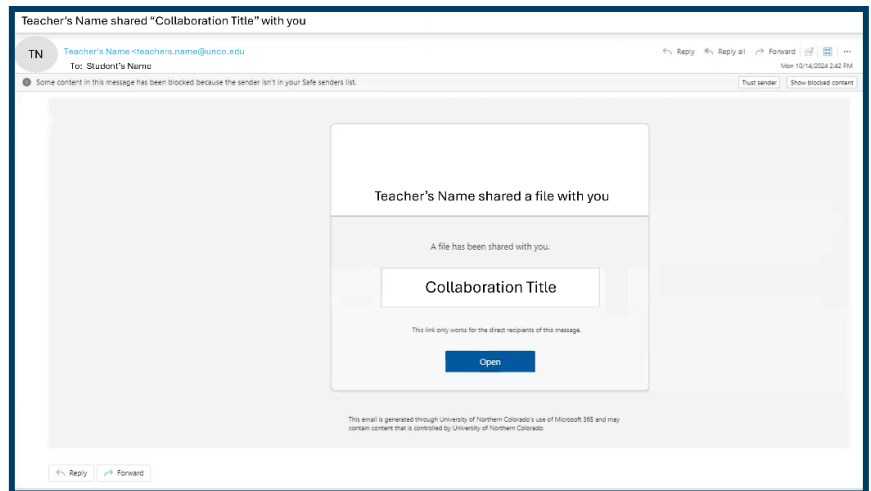 Teacher's Name shared "Collaboration Title" with you
TN
Teacher's Name <teachers.name@unco.edu
To: Student's Name
Reply
Reply all
Forward
Mon 10/14/2024 2:42 PM
Some content in this message has been blocked because the sender isn't in your Safe senders list.
Trust sender
Show blocked content
Teacher's Name shared a file with you
A file has been shared with you.
Collaboration Title
This link only works for the direct recipients of this message.
Open
This email is generated through University of Northern Colorado's use of Microsoft 365 and may
contain content that is controlled by University of Northern Colorado.
Reply
Forward